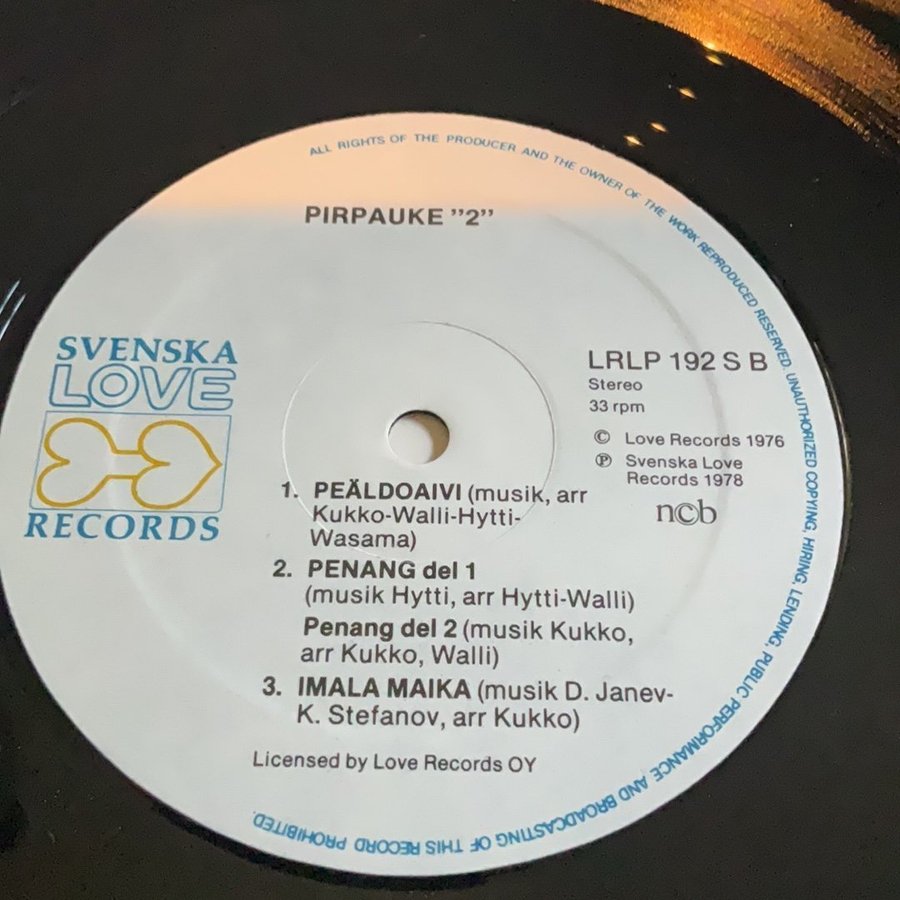 ALL RIGHTS OF THE PRODUCER AND THE OWNER OF THE WORK REPRODUCED RESERVED. UNAUTHORIZED COPYING, HIRING, LENDING, PUBLIC PERFORMANCE AND BROADCASTING OF THIS RECORD PROHIBITED.
PIRPAUKE "2"
SVENSKA
LOVE
RECORDS
LRLP 192 S B
Stereo
33 rpm
© Love Records 1976
℗ Svenska Love
Records 1978
ncb
1. PEÄLDOAIVI (musik, arr
Kukko-Walli-Hytti-
Wasama)
2. PENANG del 1
(musik Hytti, arr Hytti-Walli)
Penang del 2 (musik Kukko,
arr Kukko, Walli)
3. IMALA MAIKA (musik D. Janev-
K. Stefanov, arr Kukko)
Licensed by Love Records OY